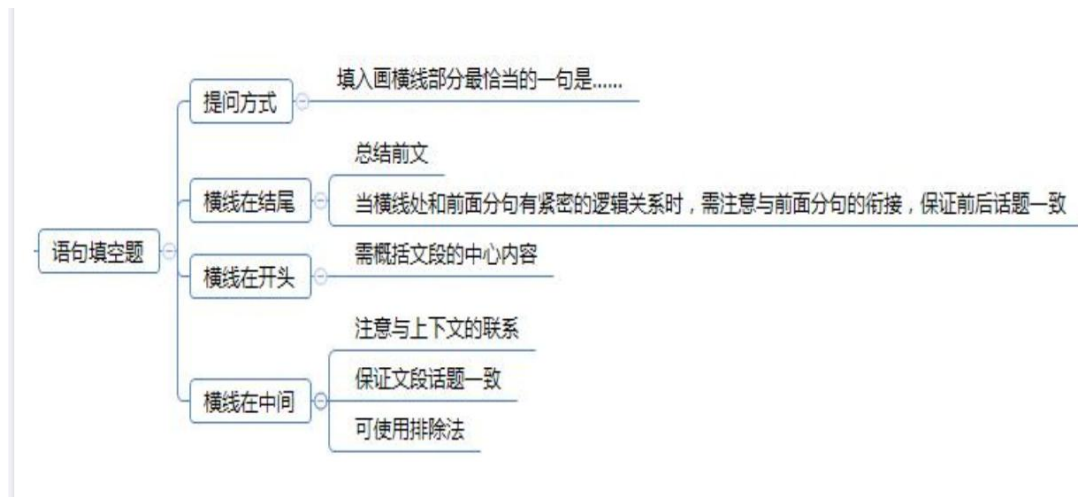 填入画横线部分最恰当的一句是......
提问方式
总结前文
横线在结尾
当横线处和前面分句有紧密的逻辑关系时，需注意与前面分句的衔接，保证前后话题一致
语句填空题
需概括文段的中心内容
横线在开头
注意与上下文的联系
保证文段话题一致
横线在中间
可使用排除法